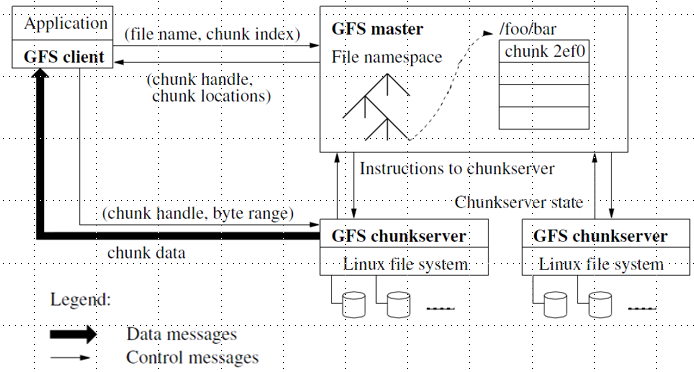 Application
GFS client
(file name, chunk index)
(chunk handle,
chunk locations)
GFS master
File namespace
/foo/bar
chunk 2ef0
Instructions to chunkserver
Chunkserver state
(chunk handle, byte range)
chunk data
GFS chunkserver
Linux file system
GFS chunkserver
Linux file system
Legend:
Data messages
Control messages